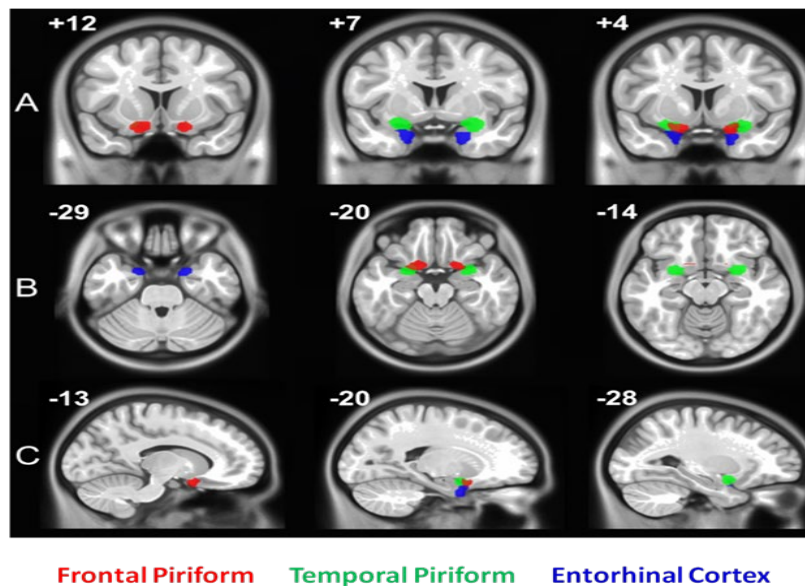 +12 +7 +4
A
-29 -20 -14
B
-13 -20 -28
C
Frontal Piriform Temporal Piriform Entorhinal Cortex